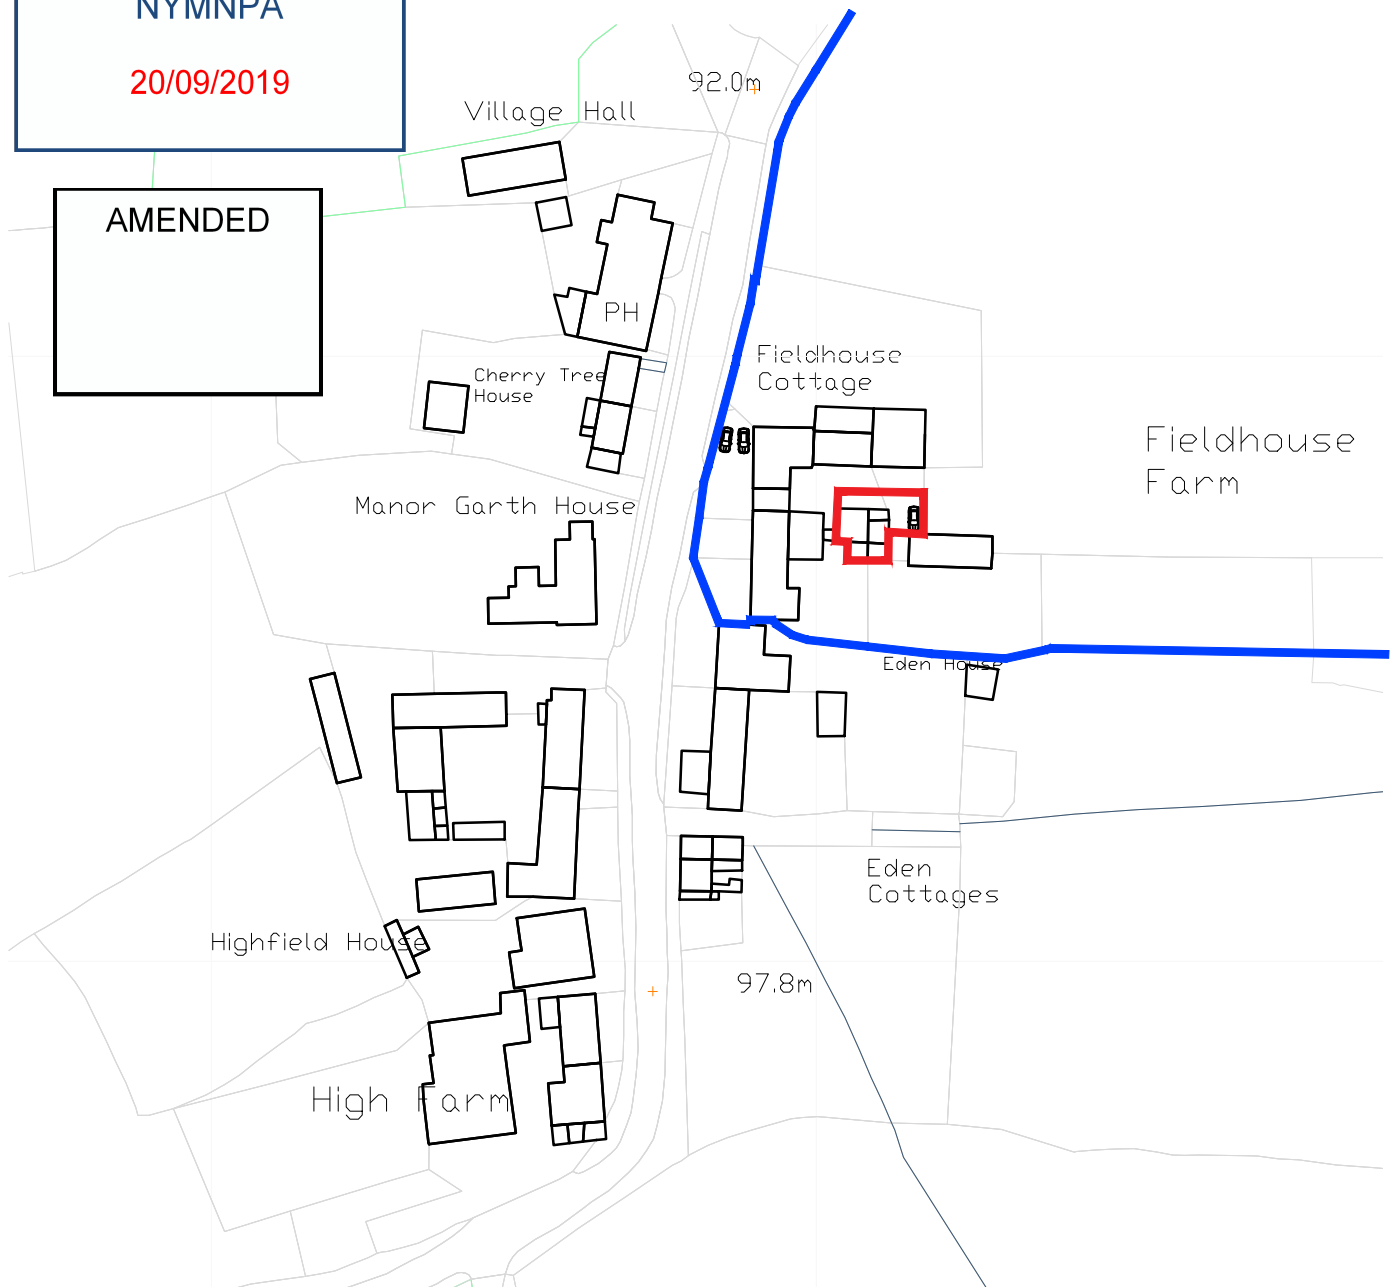 NYMNPA
20/09/2019
AMENDED
92.0m
Village Hall
PH
Cherry Tree
House
Fieldhouse
Cottage
Fieldhouse
Farm
Manor Garth House
Eden House
Eden
Cottages
Highfield House
97.8m
High Farm